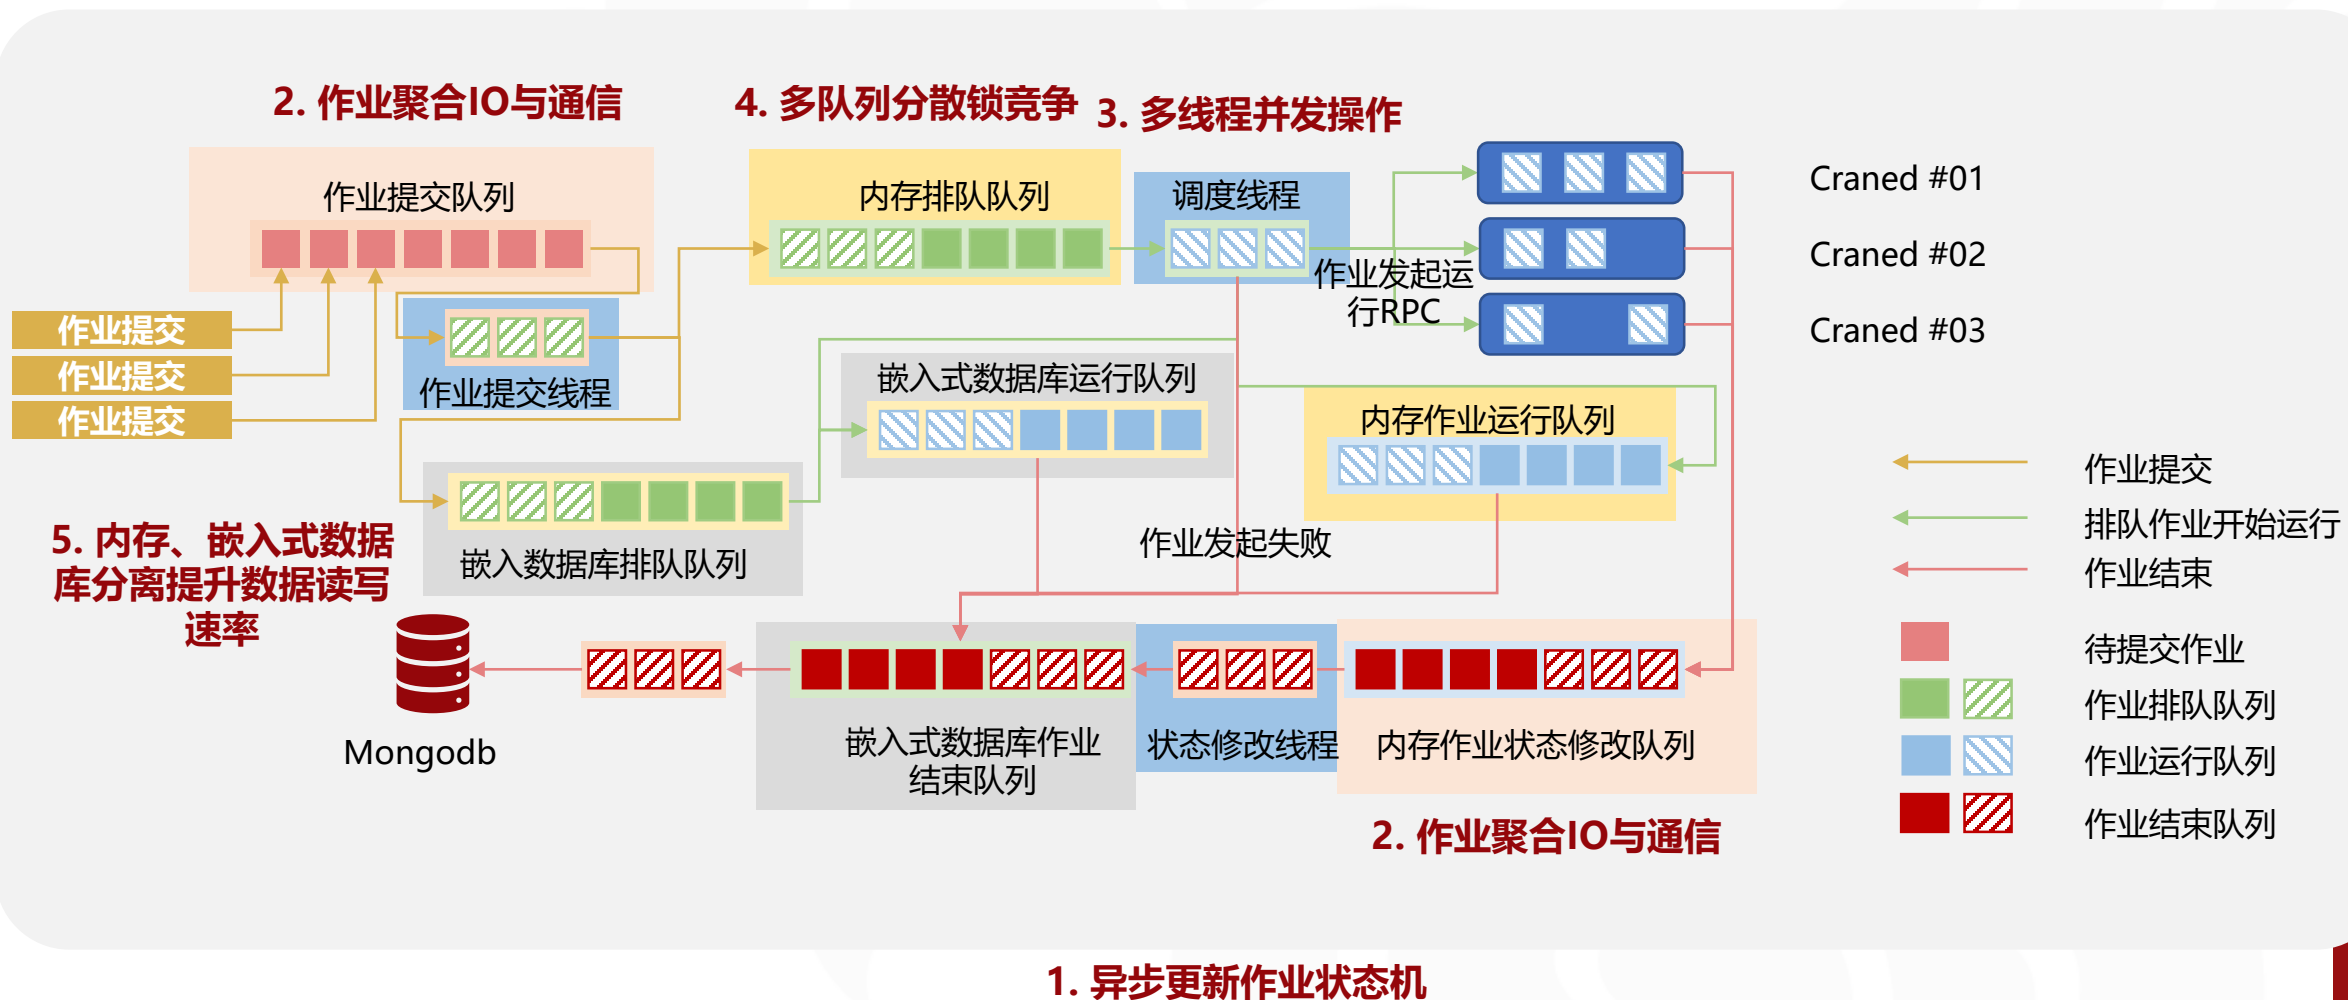 2. 作业聚合IO与通信
4. 多队列分散锁竞争
3. 多线程并发操作
作业提交队列
内存排队队列
调度线程
Craned #01
Craned #02
Craned #03
作业发起运
行RPC
作业提交
作业提交
作业提交
作业提交线程
嵌入式数据库运行队列
内存作业运行队列
作业提交
排队作业开始运行
作业结束
5. 内存、嵌入式数据
库分离提升数据读写
速率
嵌入数据库排队队列
作业发起失败
待提交作业
作业排队队列
作业运行队列
作业结束队列
Mongodb
嵌入式数据库作业
结束队列
状态修改线程
内存作业状态修改队列
2. 作业聚合IO与通信
1. 异步更新作业状态机